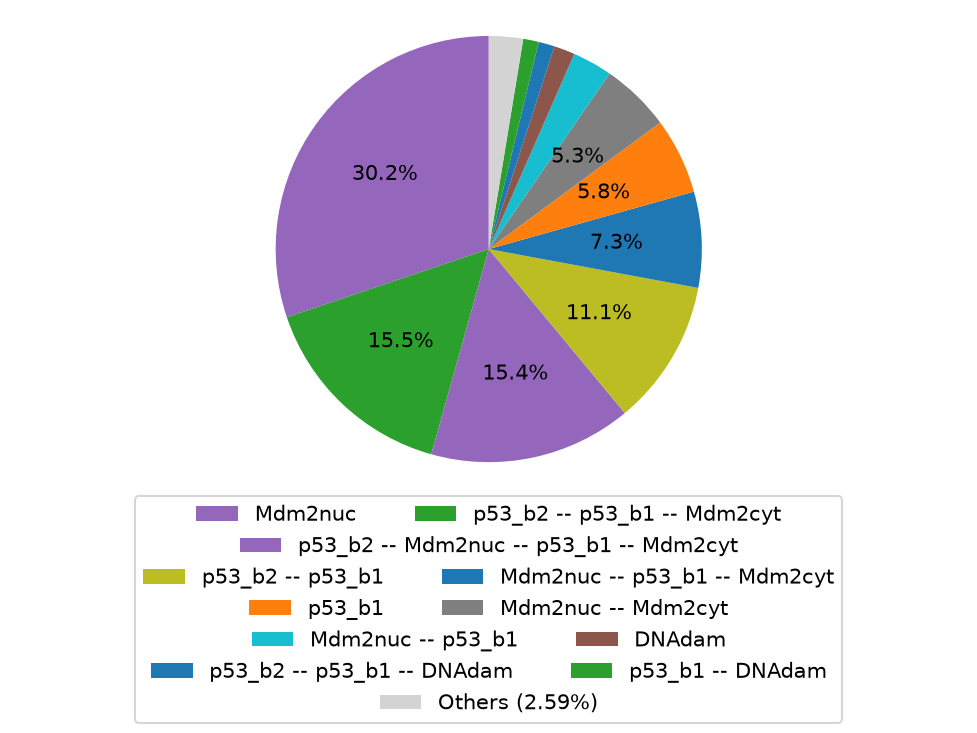 5.3%
30.2%
5.8%
7.3%
11.1%
15.5%
15.4%
Mdm2nuc p53_b2 -- p53_b1 -- Mdm2cyt
p53_b2 -- Mdm2nuc -- p53_b1 -- Mdm2cyt
p53_b2 -- p53_b1 Mdm2nuc -- p53_b1 -- Mdm2cyt
p53_b1 Mdm2nuc -- Mdm2cyt
Mdm2nuc -- p53_b1 DNAdam
p53_b2 -- p53_b1 -- DNAdam p53_b1 -- DNAdam
Others (2.59%)